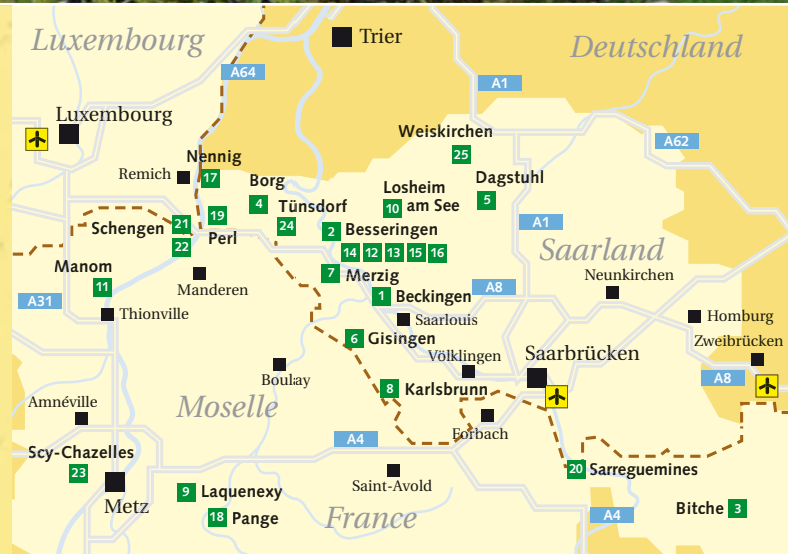 Luxembourg
Trier
Deutschland
A64
A1
Luxembourg
Weiskirchen
A62
25
Nennig
Remich
17
Borg
Dagstuhl
Losheim
am See
10
5
4
Tünsdorf
19
Schengen
21
24
2
Besseringen
A1
22
Perl
14 12 13 15 16
Saarland
Manom
7
Merzig
Neunkirchen
11
Manderen
A8
A31
1
Beckingen
Thionville
Saarlouis
Homburg
6
Gisingen
Zweibrücken
Völklingen
Saarbrücken
Boulay
A8
8
Karlsbrunn
Amnéville
Moselle
Forbach
A4
Scy-Chazelles
23
20
Sarreguemines
Metz
9
Laquenexy
Saint-Avold
18
Pange
France
A4
Bitche
3